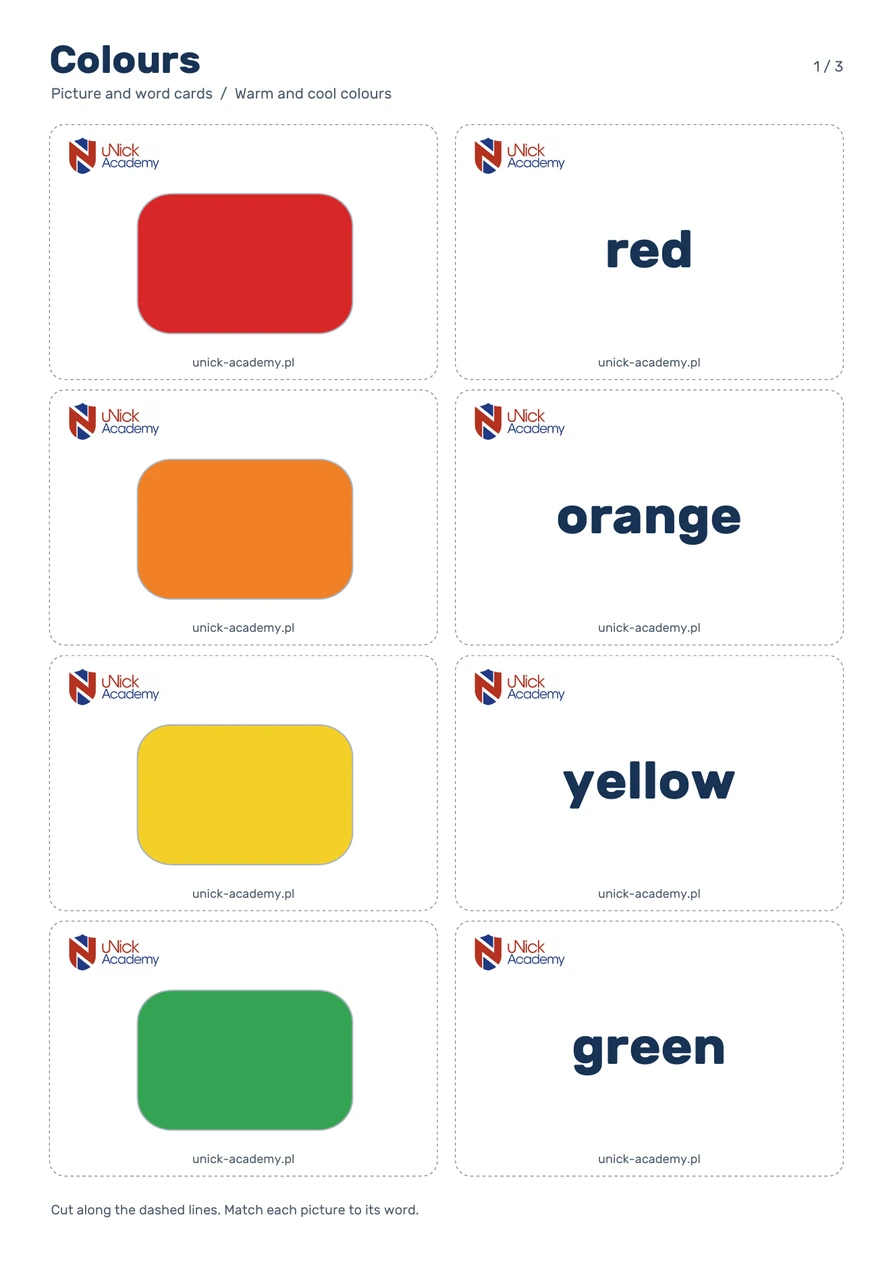 Colours
1 / 3
Picture and word cards / Warm and cool colours
uNick
Academy
unick-academy.pl
uNick
Academy
red
unick-academy.pl
uNick
Academy
unick-academy.pl
uNick
Academy
orange
unick-academy.pl
uNick
Academy
unick-academy.pl
uNick
Academy
yellow
unick-academy.pl
uNick
Academy
unick-academy.pl
uNick
Academy
green
unick-academy.pl
Cut along the dashed lines. Match each picture to its word.